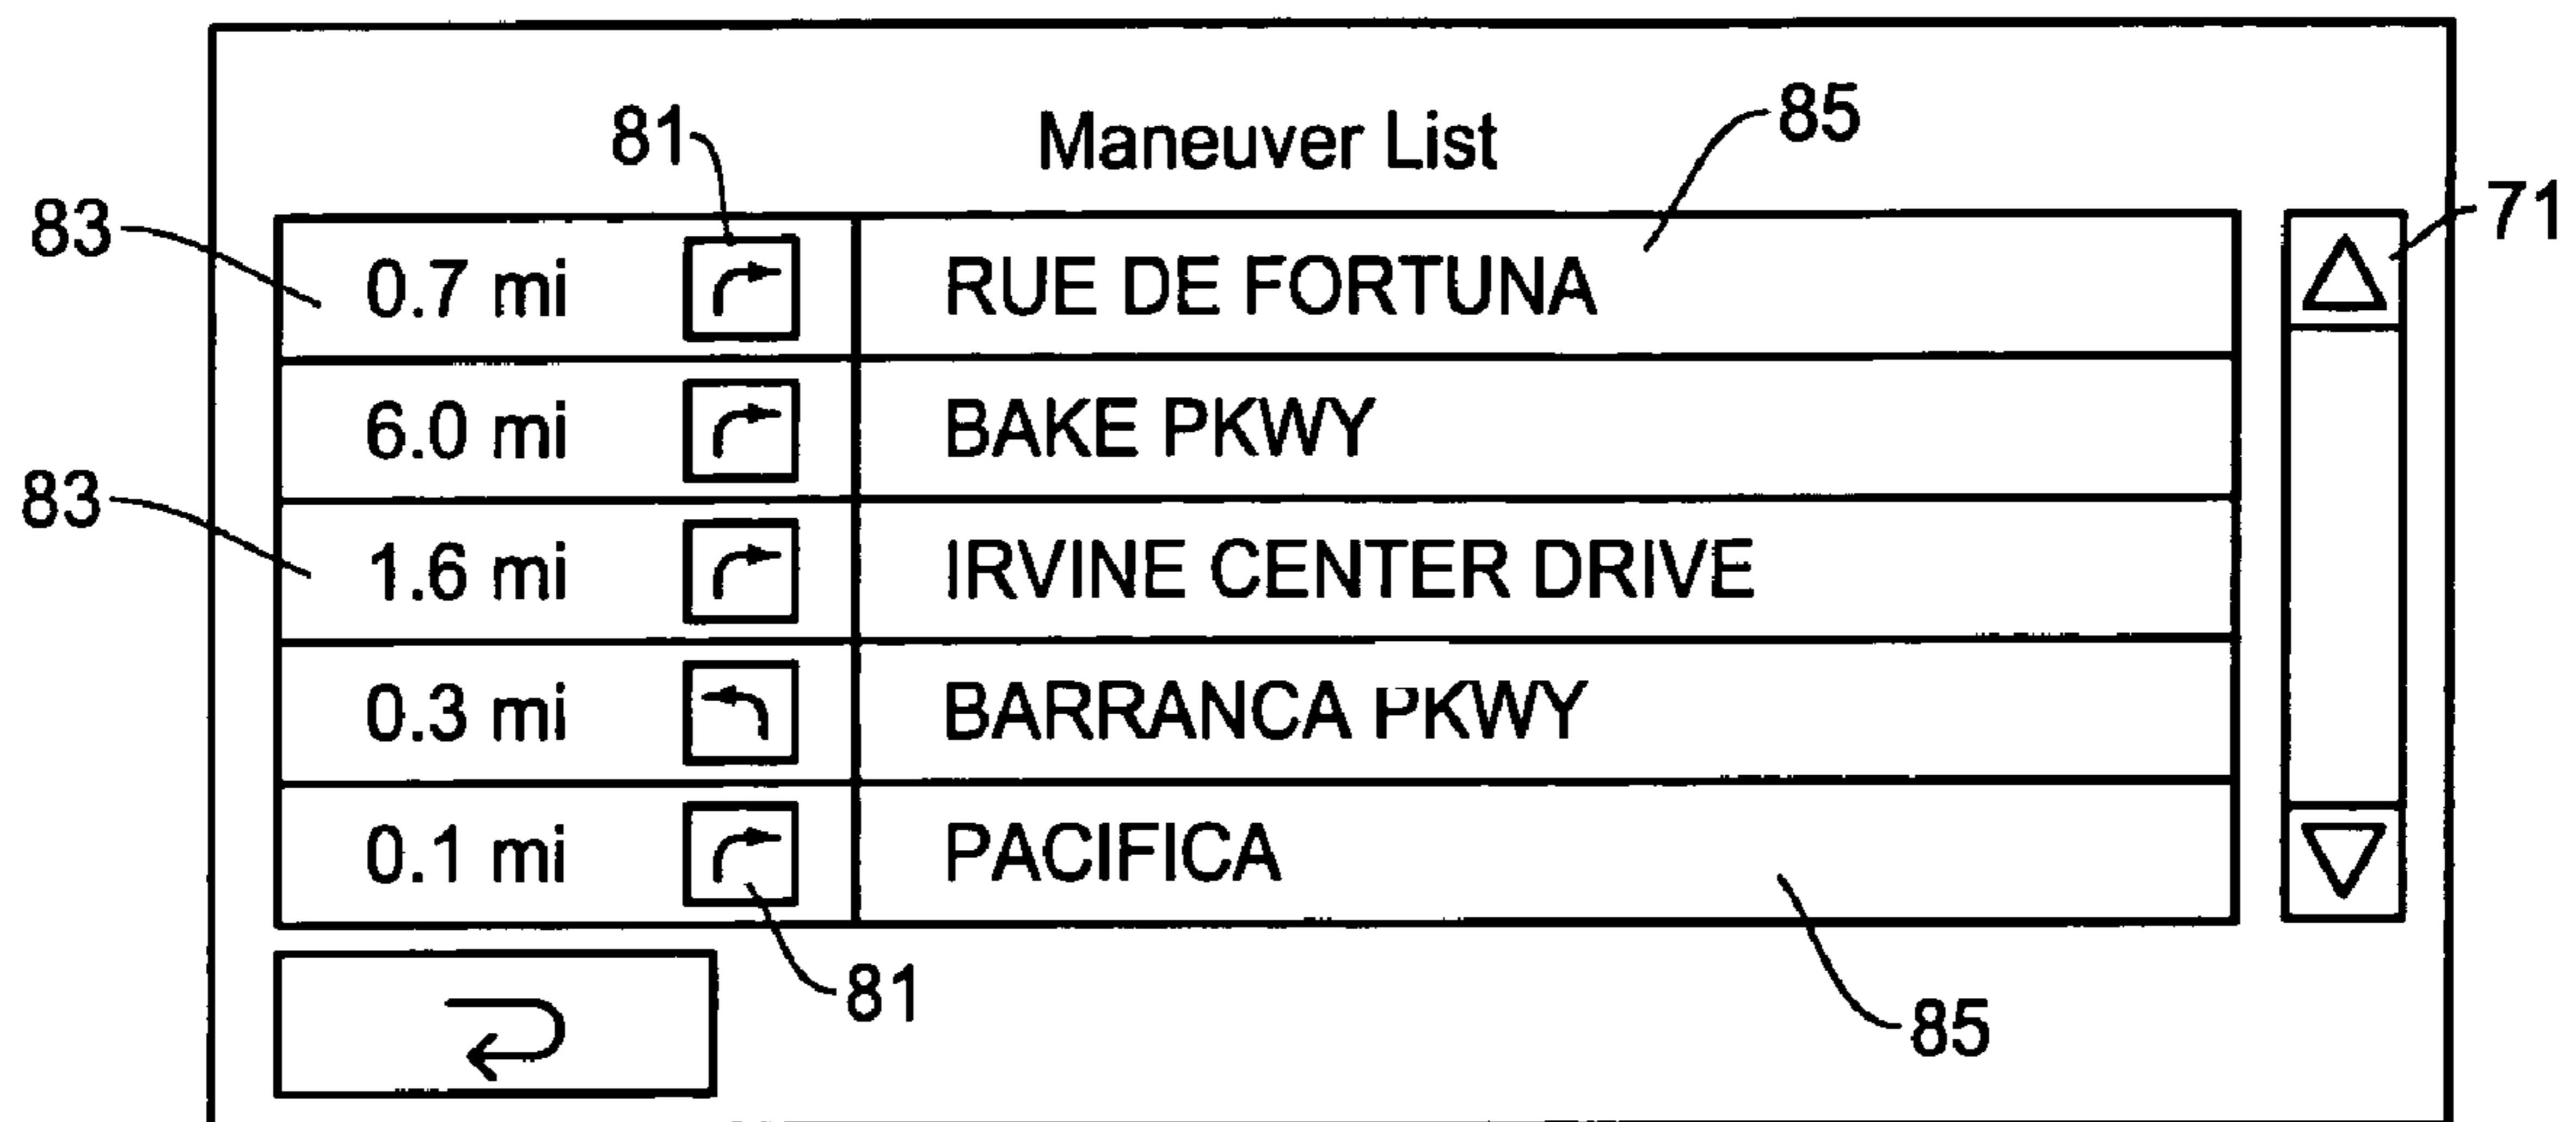 Maneuver List
81
85
83
71
0.7 mi RUE DE FORTUNA
6.0 mi BAKE PKWY
83
1.6 mi IRVINE CENTER DRIVE
0.3 mi BARRANCA PKWY
0.1 mi PACIFICA
81
85